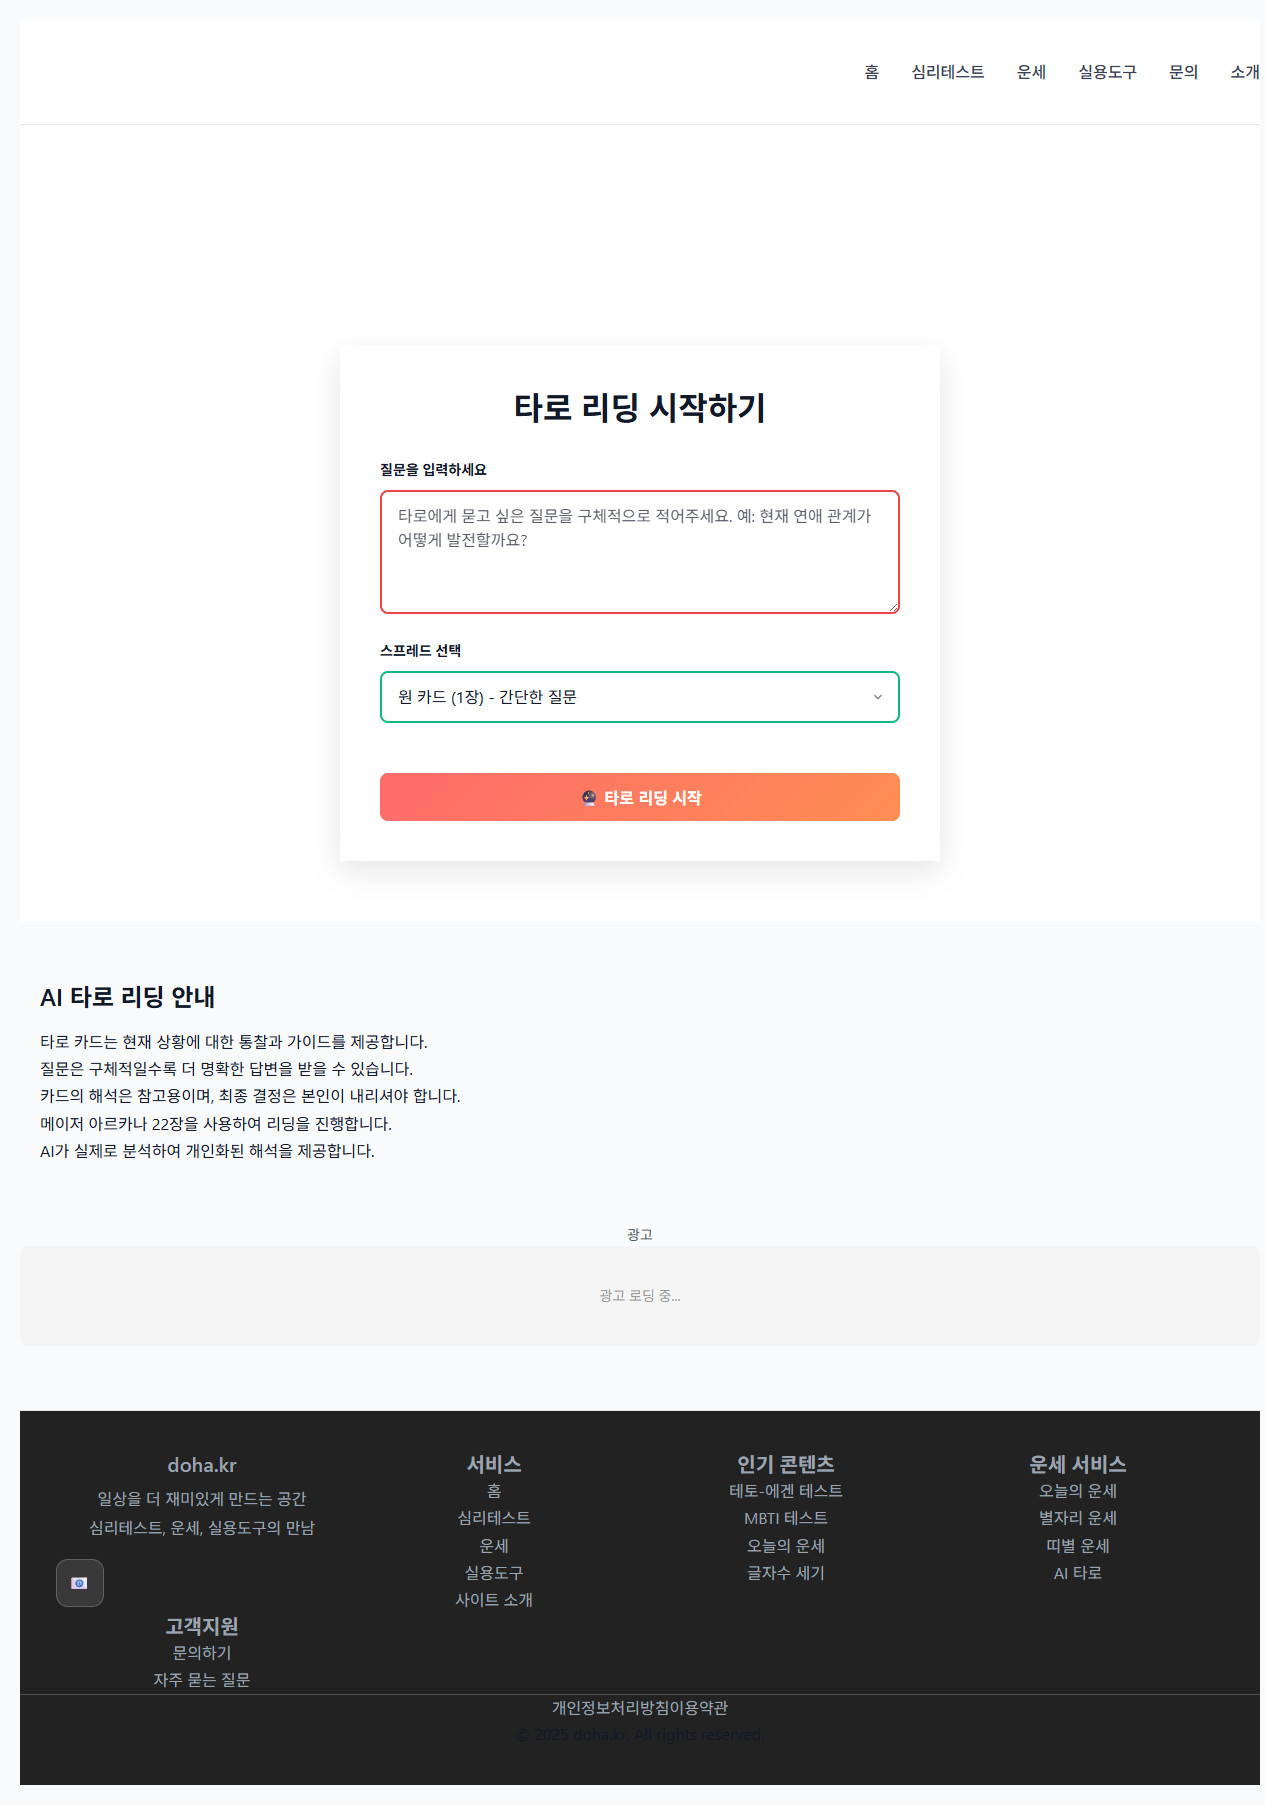 홈 심리테스트 운세 실용도구 문의 소개
타로 리딩 시작하기
질문을 입력하세요
타로에게 묻고 싶은 질문을 구체적으로 적어주세요. 예: 현재 연애 관계가
어떻게 발전할까요?
스프레드 선택
원 카드 (1장) - 간단한 질문
🔮 타로 리딩 시작
AI 타로 리딩 안내
타로 카드는 현재 상황에 대한 통찰과 가이드를 제공합니다.
질문은 구체적일수록 더 명확한 답변을 받을 수 있습니다.
카드의 해석은 참고용이며, 최종 결정은 본인이 내리셔야 합니다.
메이저 아르카나 22장을 사용하여 리딩을 진행합니다.
AI가 실제로 분석하여 개인화된 해석을 제공합니다.
광고
광고 로딩 중...
doha.kr
일상을 더 재미있게 만드는 공간
심리테스트, 운세, 실용도구의 만남
서비스
홈
심리테스트
운세
실용도구
사이트 소개
인기 콘텐츠
테토-에겐 테스트
MBTI 테스트
오늘의 운세
글자수 세기
운세 서비스
오늘의 운세
별자리 운세
띠별 운세
AI 타로
고객지원
문의하기
자주 묻는 질문
개인정보처리방침이용약관
© 2025 doha.kr. All rights reserved.